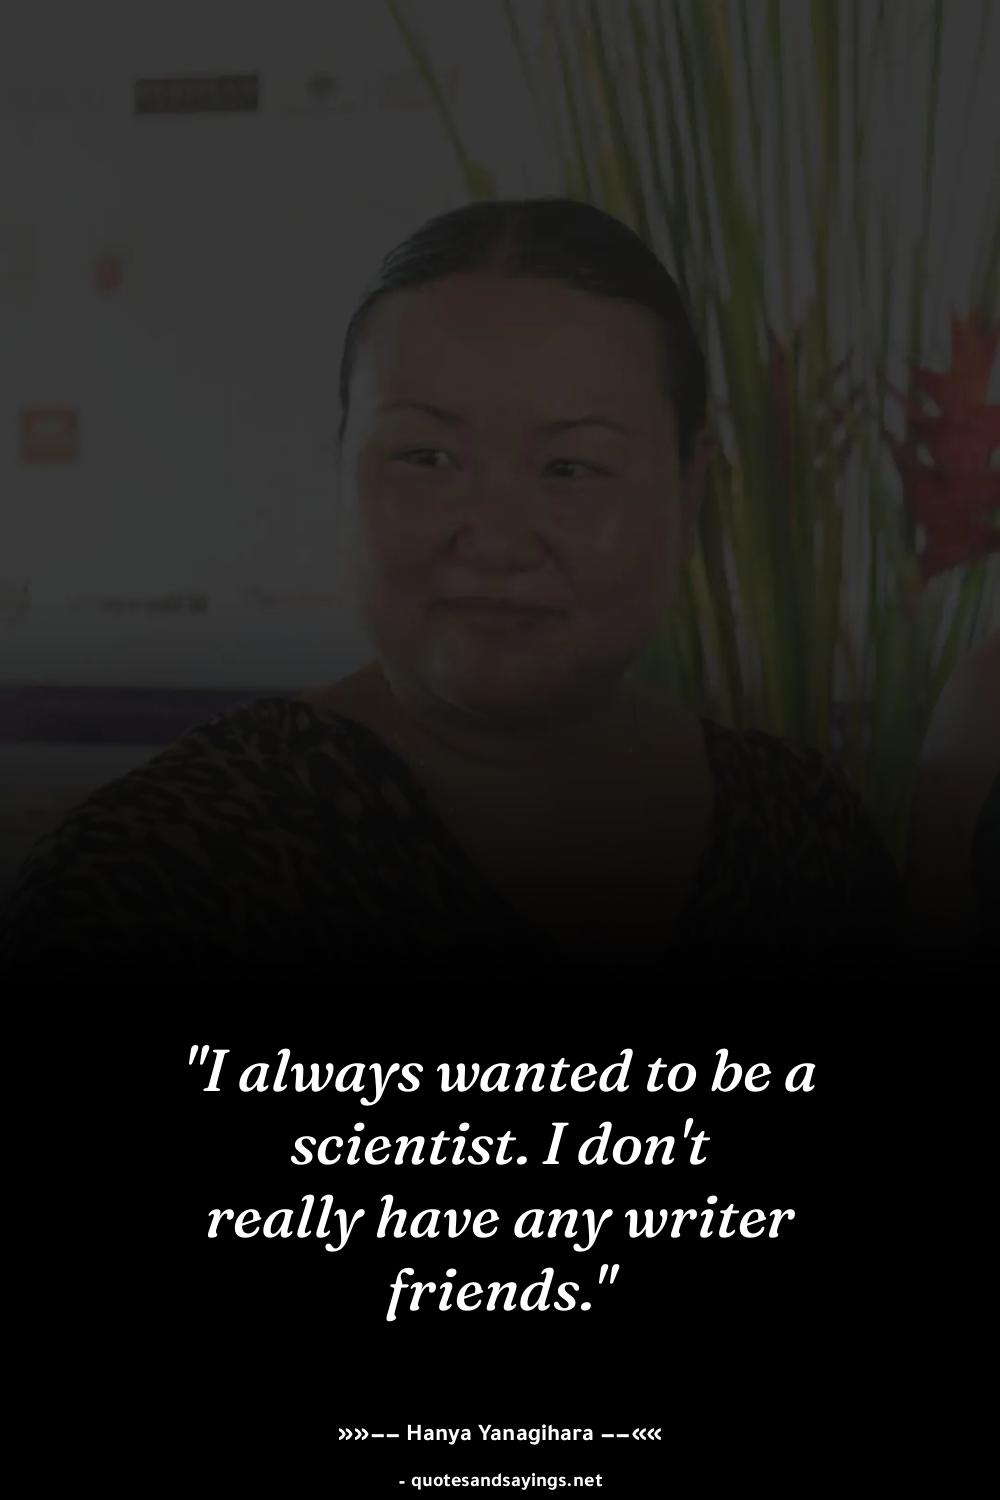 "I always wanted to be a
scientist. I don't
really have any writer
friends."
»»−− Hanya Yanagihara −−««
- quotesandsayings.net